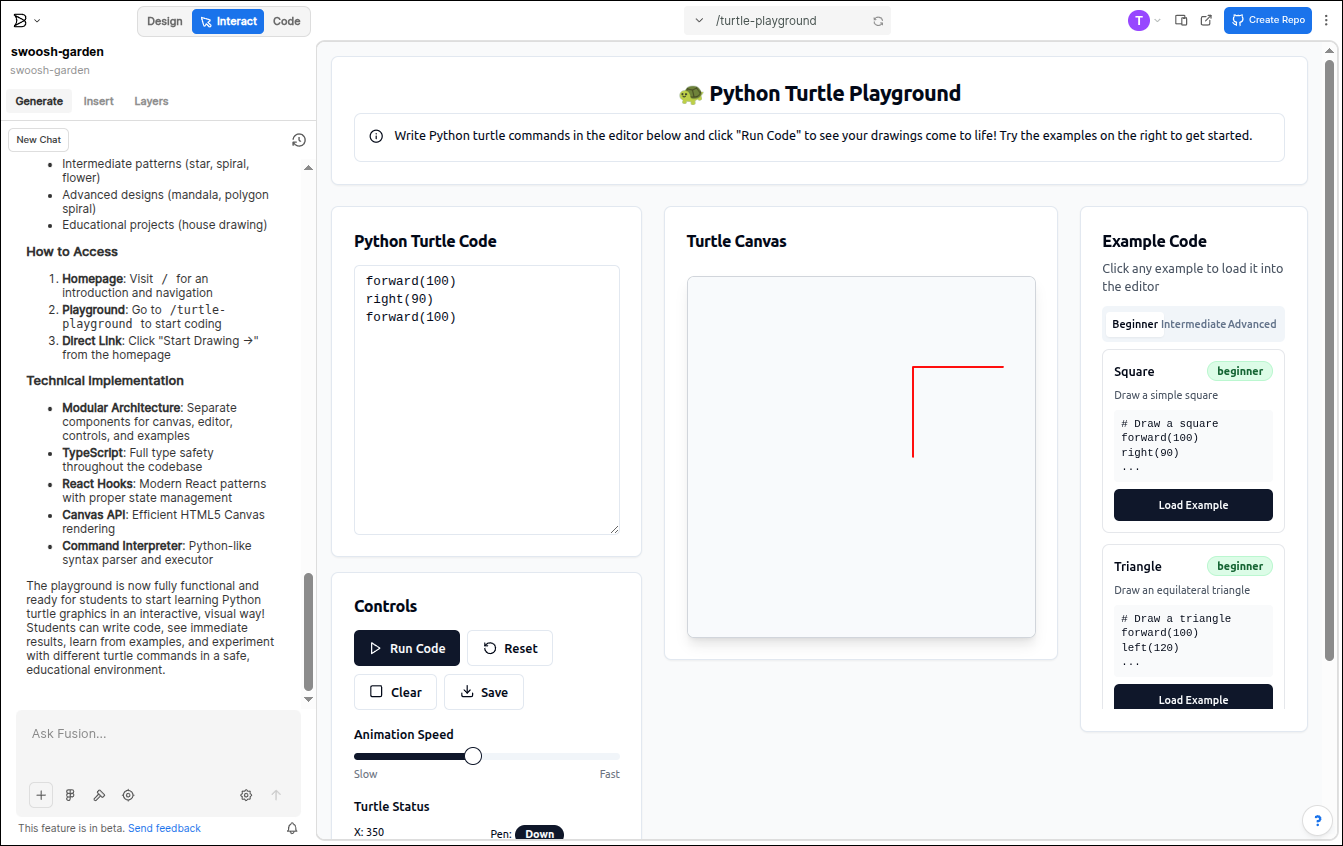 Design
Interact
Code
/turtle-playground
T
Create Repo
swoosh-garden
swoosh-garden
Generate
Insert
Layers
New Chat
Intermediate patterns (star, spiral,
flower)
Advanced designs (mandala, polygon
spiral)
Educational projects (house drawing)
How to Access
1. Homepage: Visit / for an
introduction and navigation
2. Playground: Go to /turtle-
playground to start coding
3. Direct Link: Click "Start Drawing →"
from the homepage
Technical Implementation
Modular Architecture: Separate
components for canvas, editor,
controls, and examples
TypeScript: Full type safety
throughout the codebase
React Hooks: Modern React patterns
with proper state management
Canvas API: Efficient HTML5 Canvas
rendering
Command Interpreter: Python-like
syntax parser and executor
The playground is now fully functional and
ready for students to start learning Python
turtle graphics in an interactive, visual way!
Students can write code, see immediate
results, learn from examples, and experiment
with different turtle commands in a safe,
educational environment.
Ask Fusion...
This feature is in beta. Send feedback
🐢 Python Turtle Playground
Write Python turtle commands in the editor below and click "Run Code" to see your drawings come to life! Try the examples on the right to get started.
Python Turtle Code
forward(100)
right(90)
forward(100)
Controls
Run Code
Reset
Clear
Save
Animation Speed
Slow
Fast
Turtle Status
X: 350
Pen: Down
Turtle Canvas
Example Code
Click any example to load it into
the editor
Beginner
Intermediate
Advanced
Square
beginner
Draw a simple square
# Draw a square
forward(100)
right(90)
...
Load Example
Triangle
beginner
Draw an equilateral triangle
# Draw a triangle
forward(100)
left(120)
...
Load Example
?